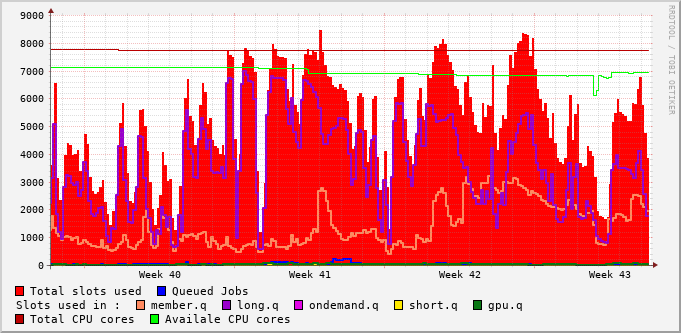 9000
8000
7000
6000
5000
4000
3000
2000
1000
0
Week 40 Week 41 Week 42 Week 43
RRDTOOL / TOBI OETIKER
Total slots used Queued Jobs
Slots used in : member.q long.q ondemand.q short.q gpu.q
Total CPU cores Availale CPU cores